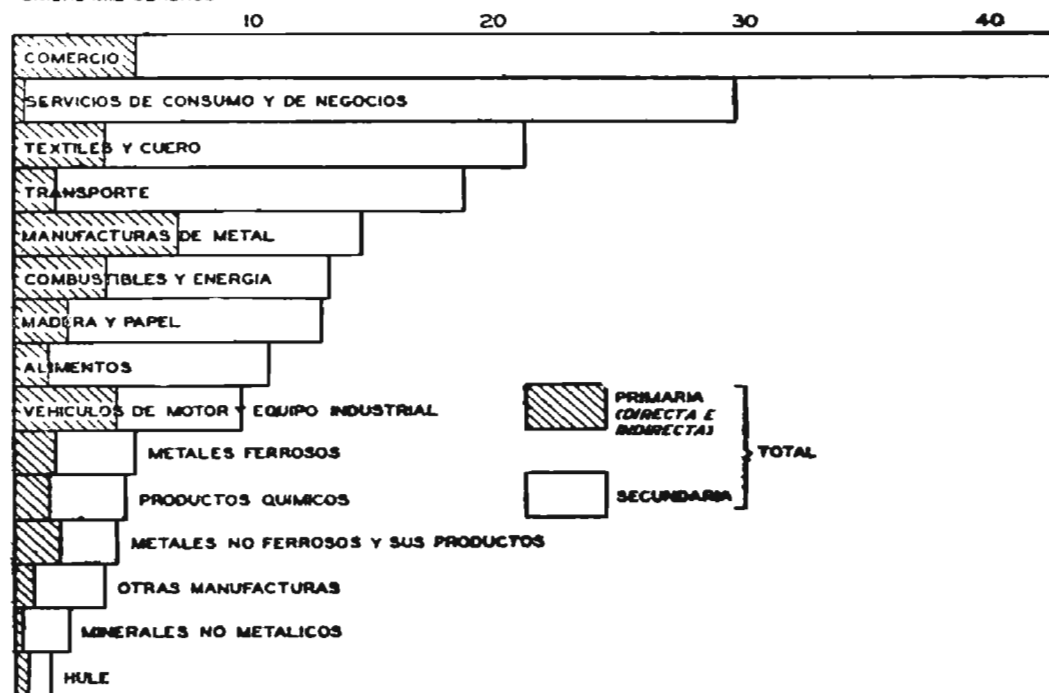 10 20 30 40
COMERCIO
SERVICIOS DE CONSUMO Y DE NEGOCIOS
TEXTILES Y CUERO
TRANSPORTE
MANUFACTURAS DE METAL
COMBUSTIBLES Y ENERGIA
MADERA Y PAPEL
ALIMENTOS
VEHICULOS DE MOTOR Y EQUIPO INDUSTRIAL
METALES FERROSOS
PRODUCTOS QUIMICOS
METALES NO FERROSOS Y SUS PRODUCTOS
OTRAS MANUFACTURAS
MINERALES NO METALICOS
HULE
PRIMARIA
(DIRECTA E
INDIRECTA)
SECUNDARIA
TOTAL